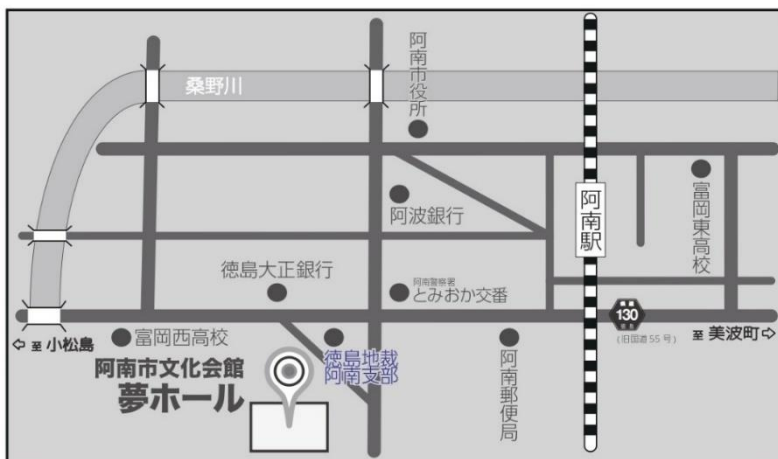 桑野川
阿南市役所
阿波銀行
阿南駅
富岡東高校
徳島大正銀行
阿南警察署
とみおか交番
130
(旧国道55号)
至 小松島
至 美波町
富岡西高校
徳島地裁
阿南支部
阿南市文化会館
夢ホール
阿南郵便局